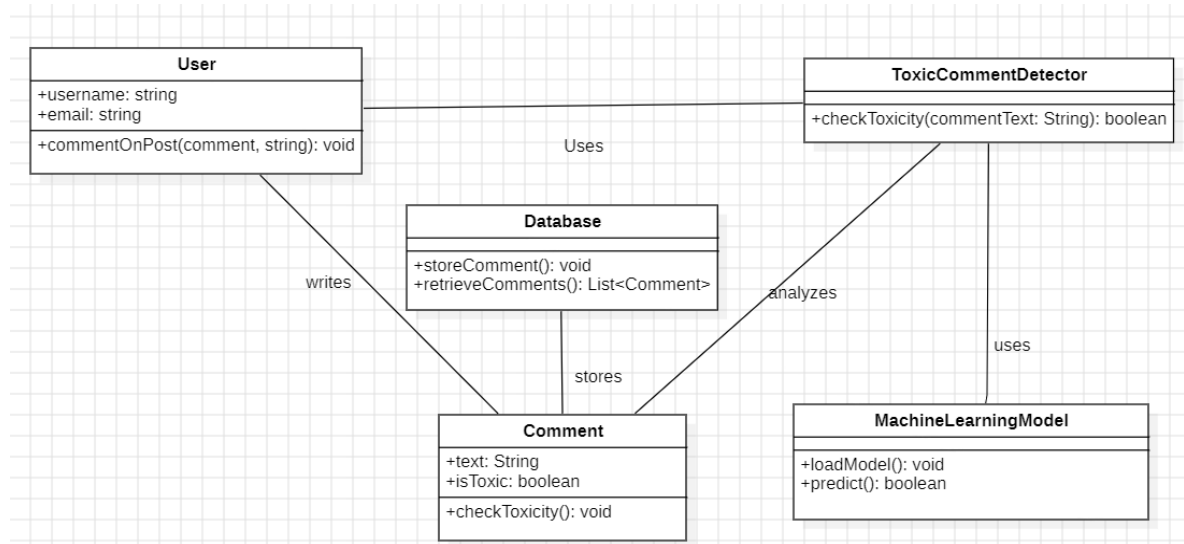 User
+username: string
+email: string
+commentOnPost(comment, string): void
ToxicCommentDetector
+checkToxicity(commentText: String): boolean
Uses
Database
+storeComment(): void
+retrieveComments(): List<Comment>
writes
analyzes
stores
uses
Comment
+text: String
+isToxic: boolean
+checkToxicity(): void
MachineLearningModel
+loadModel(): void
+predict(): boolean